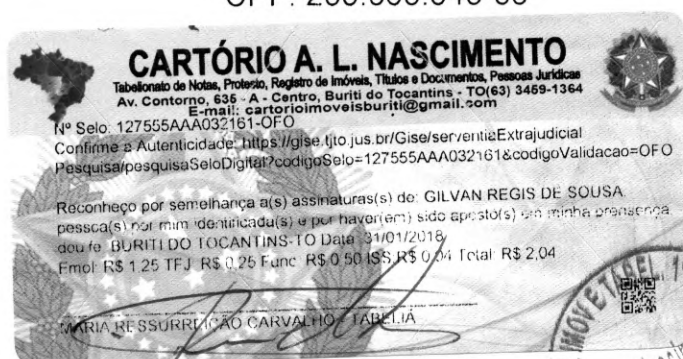 CARTÓRIO A. L. NASCIMENTO
Tabelionato de Notas, Protesto, Registro de Imóveis, Titulos e Documentos, Pessoas Jurídicas
Av. Contorno, 635 - A - Centro, Buriti do Tocantins - TO(63) 3459-1364
E-mail: cartorioimoveisburiti@gmail.com
Nº Selo: 127555AAA032161-OFO
Confirme a Autenticidade: https://gise.tjto.jus.br/Gise/serventiaExtrajudicial
Pesquisa/pesquisaSeloDigital?codigoSelo=127555AAA032161&codigoValidacao=OFO
Reconheço por semelhança a(s) assinaturas(s) de: GILVAN REGIS DE SOUSA,
pessoa(s) por mim identificada(s) e por haver(em) sido aposto(s) em minha prensença
dou fe. BURITI DO TOCANTINS-TO Data: 31/01/2018
Emol: R$ 1,25 TFJ: R$ 0,25 Func: R$ 0,50 ISS R$ 0,04 Total: R$ 2,04
MARIA RESSURREIÇÃO CARVALHO - TABELIÃ